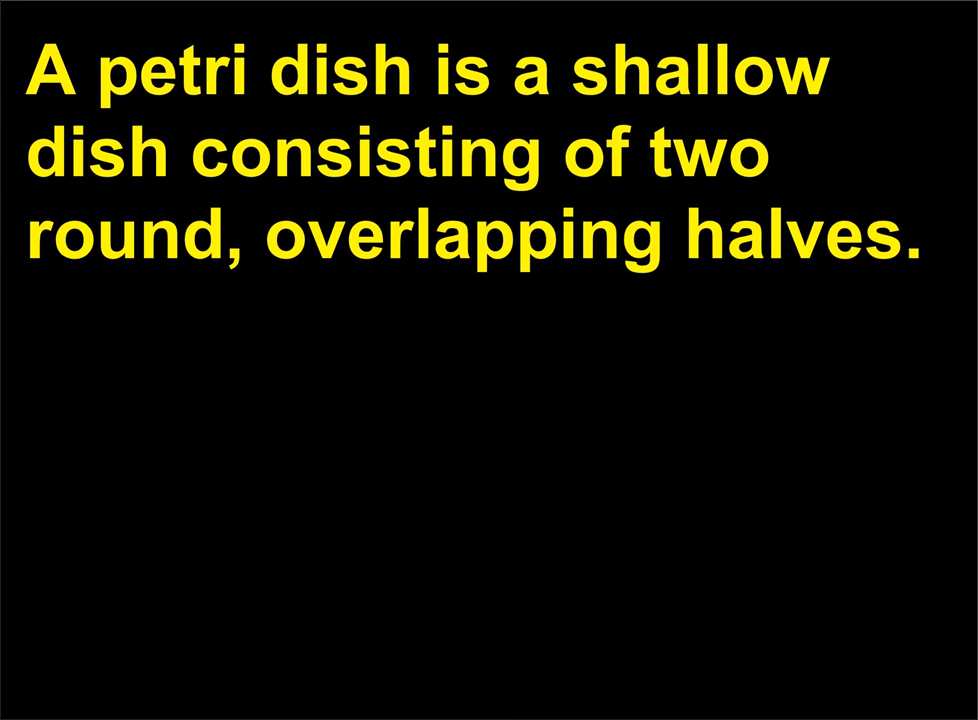 A petri dish is a shallow
dish consisting of two
round, overlapping halves.